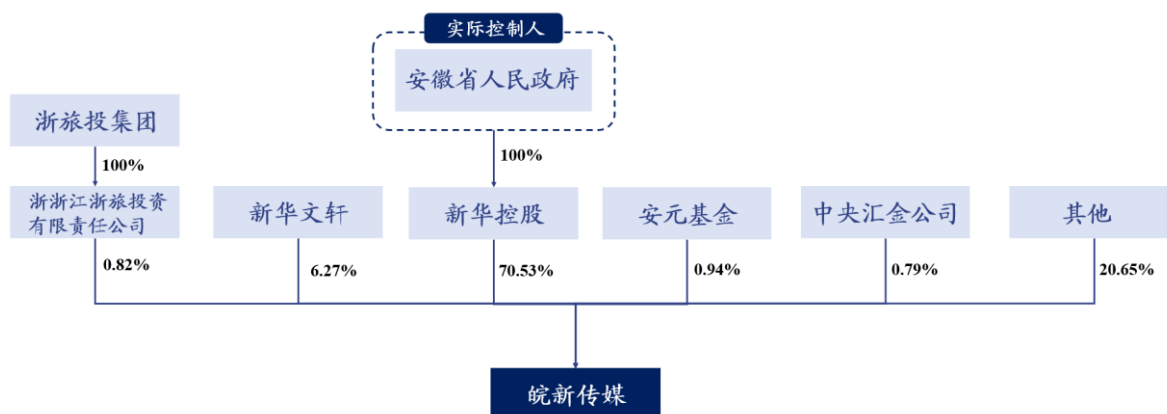 实际控制人
安徽省人民政府
浙旅投集团
100%
100%
浙浙江浙旅投资
有限责任公司
新华文轩
新华控股
安元基金
中央汇金公司
其他
0.82%
6.27%
70.53%
0.94%
0.79%
20.65%
皖新传媒